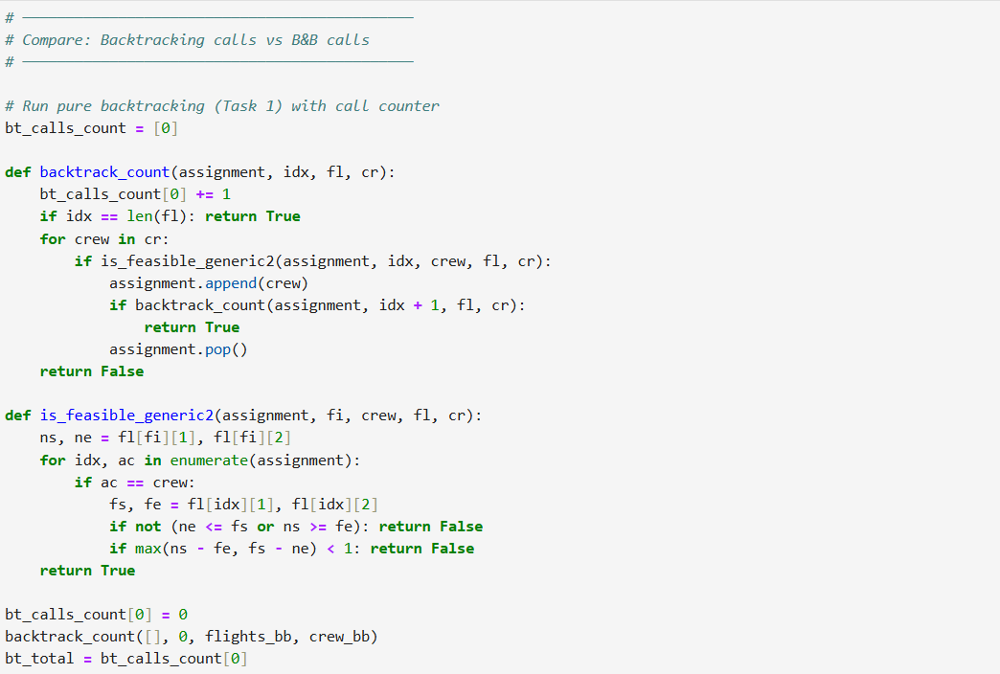 # ─────────────────────────────────────────────
# Compare: Backtracking calls vs B&B calls
# ─────────────────────────────────────────────

# Run pure backtracking (Task 1) with call counter
bt_calls_count = [0]

def backtrack_count(assignment, idx, fl, cr):
    bt_calls_count[0] += 1
    if idx == len(fl): return True
    for crew in cr:
        if is_feasible_generic2(assignment, idx, crew, fl, cr):
            assignment.append(crew)
            if backtrack_count(assignment, idx + 1, fl, cr):
                return True
            assignment.pop()
    return False

def is_feasible_generic2(assignment, fi, crew, fl, cr):
    ns, ne = fl[fi][1], fl[fi][2]
    for idx, ac in enumerate(assignment):
        if ac == crew:
            fs, fe = fl[idx][1], fl[idx][2]
            if not (ne <= fs or ns >= fe): return False
            if max(ns - fe, fs - ne) < 1: return False
    return True

bt_calls_count[0] = 0
backtrack_count([], 0, flights_bb, crew_bb)
bt_total = bt_calls_count[0]